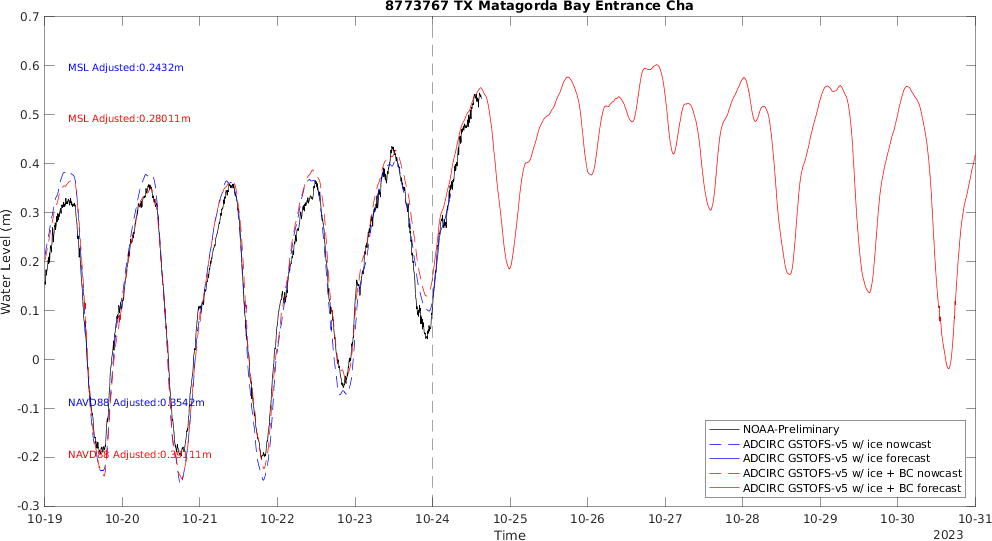 8773767 TX Matagorda Bay Entrance Cha
0.7
0.6
0.5
0.4
0.3
0.2
0.1
0
-0.1
-0.2
-0.3
Water Level (m)
MSL Adjusted:0.2432m
MSL Adjusted:0.28011m
NAVD88 Adjusted:0.3542m
NAVD88
NOAA-Preliminary
ADCIRC GSTOFS-v5 w/ ice nowcast
ADCIRC GSTOFS-v5 w/ ice forecast
ADCIRC GSTOFS-v5 w/ ice + BC nowcast
ADCIRC GSTOFS-v5 w/ ice + BC forecast
10-19
10-20
10-21
10-22
10-23
10-24
10-25
10-26
10-27
10-28
10-29
10-30
10-31
Time
2023